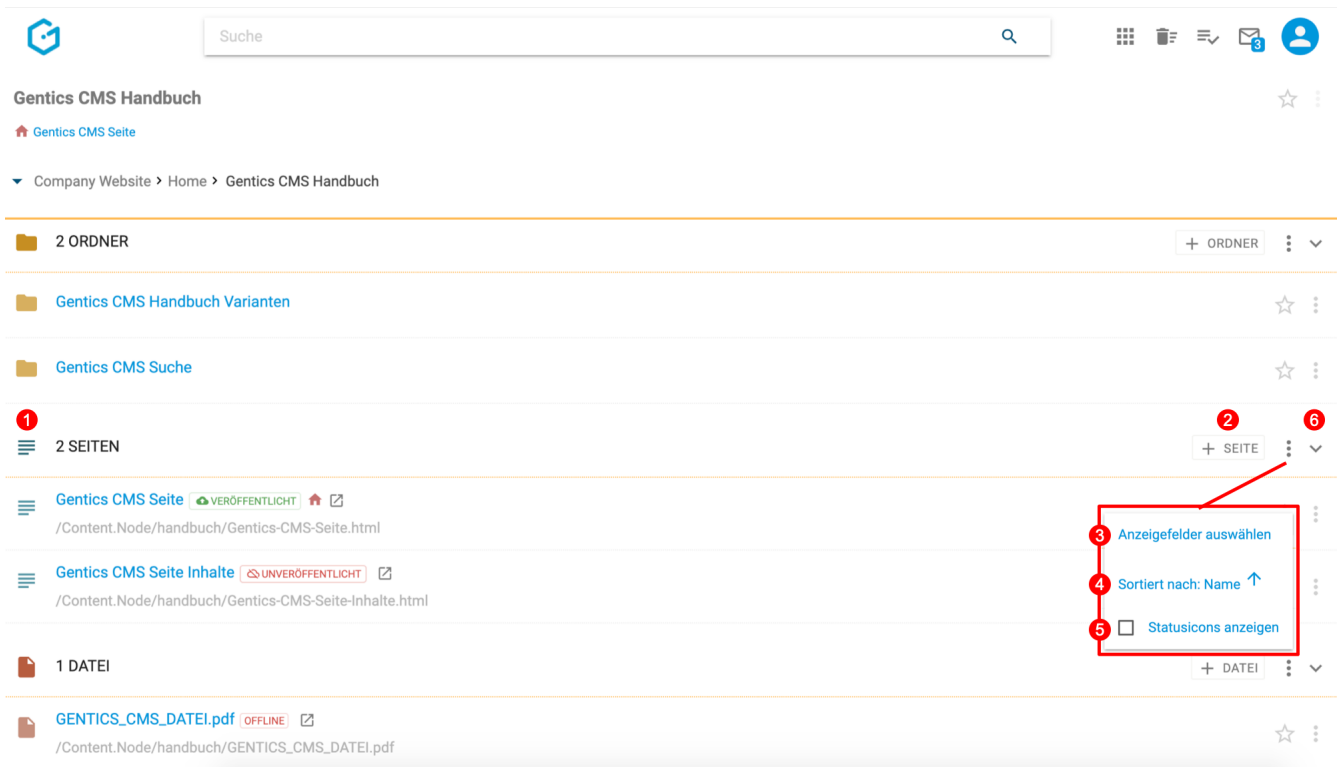 Suche
3
Gentics CMS Handbuch
Gentics CMS Seite
Company Website > Home > Gentics CMS Handbuch
2 ORDNER
+ ORDNER
Gentics CMS Handbuch Varianten
Gentics CMS Suche
1
2
6
2 SEITEN
+ SEITE
Gentics CMS Seite VERÖFFENTLICHT
/Content.Node/handbuch/Gentics-CMS-Seite.html
3 Anzeigefelder auswählen
Gentics CMS Seite Inhalte UNVERÖFFENTLICHT
/Content.Node/handbuch/Gentics-CMS-Seite-Inhalte.html
4 Sortiert nach: Name
5 Statusicons anzeigen
1 DATEI
+ DATEI
GENTICS_CMS_DATEI.pdf OFFLINE
/Content.Node/handbuch/GENTICS_CMS_DATEI.pdf